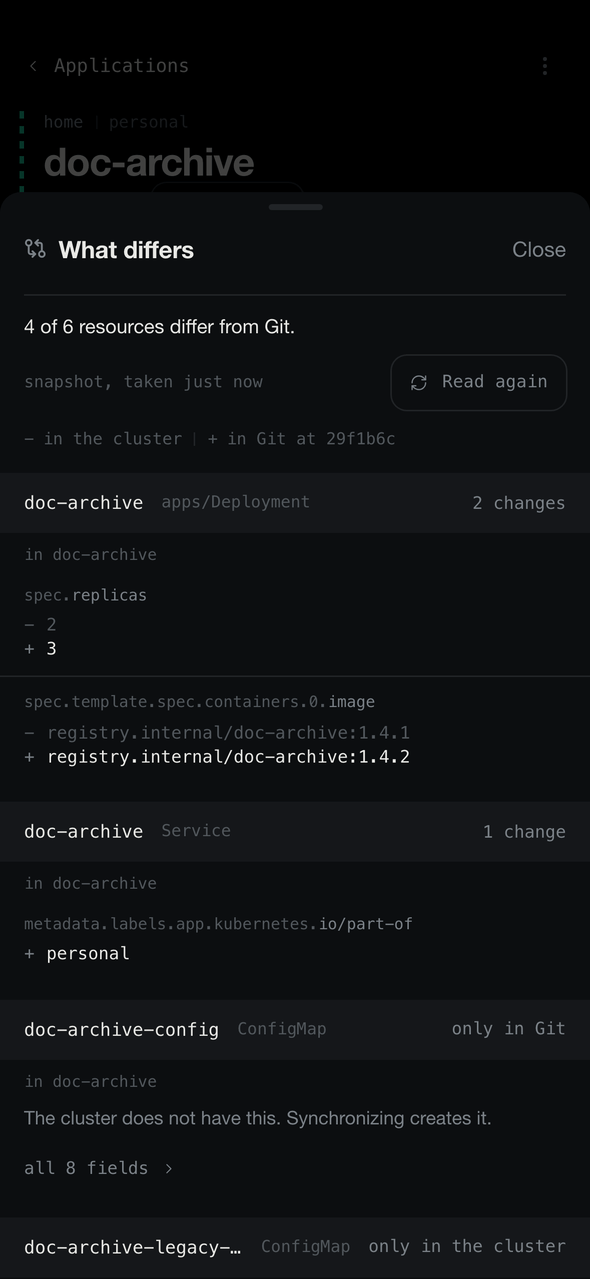 Applications
home | personal
doc-archive
What differs
Close
4 of 6 resources differ from Git.
snapshot, taken just now
Read again
− in the cluster | + in Git at 29f1b6c
doc-archive apps/Deployment 2 changes
in doc-archive
spec.replicas
− 2
+ 3
spec.template.spec.containers.0.image
− registry.internal/doc-archive:1.4.1
+ registry.internal/doc-archive:1.4.2
doc-archive Service 1 change
in doc-archive
metadata.labels.app.kubernetes.io/part-of
+ personal
doc-archive-config ConfigMap only in Git
in doc-archive
The cluster does not have this. Synchronizing creates it.
all 8 fields
doc-archive-legacy-… ConfigMap only in the cluster